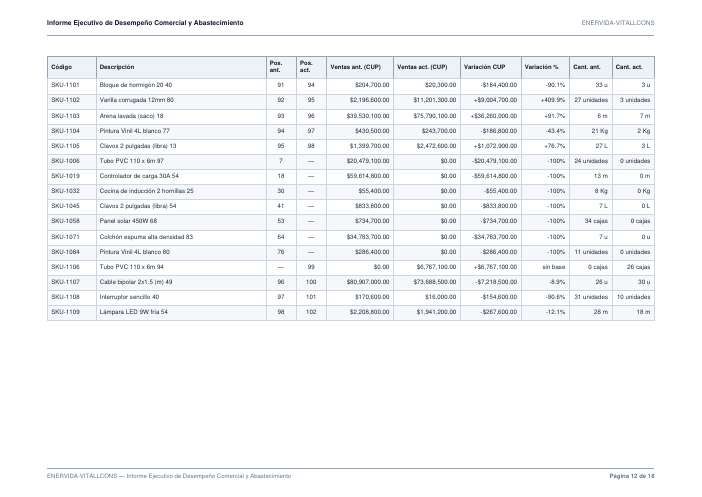 Informe Ejecutivo de Desempeño Comercial y Abastecimiento ENERVIDA-VITALLCONS
Código Descripción Pos. ant. Pos. act. Ventas ant. (CUP) Ventas act. (CUP) Variación CUP Variación % Cant. ant. Cant. act.
SKU-1101 Bloque de hormigón 20 40 91 94 $204,700.00 $20,300.00 -$184,400.00 -90.1% 33 u 3 u
SKU-1102 Varilla corrugada 12mm 80 92 95 $2,196,600.00 $11,201,300.00 +$9,004,700.00 +409.9% 27 unidades 3 unidades
SKU-1103 Arena lavada (saco) 18 93 96 $39,530,100.00 $75,790,100.00 +$36,260,000.00 +91.7% 6 m 7 m
SKU-1104 Pintura Vinil 4L blanco 77 94 97 $430,500.00 $243,700.00 -$186,800.00 -43.4% 21 Kg 2 Kg
SKU-1105 Clavos 2 pulgadas (libra) 13 95 98 $1,399,700.00 $2,472,600.00 +$1,072,900.00 +76.7% 27 L 3 L
SKU-1006 Tubo PVC 110 x 6m 97 7 — $20,479,100.00 $0.00 -$20,479,100.00 -100% 24 unidades 0 unidades
SKU-1019 Controlador de carga 30A 54 18 — $59,614,800.00 $0.00 -$59,614,800.00 -100% 13 m 0 m
SKU-1032 Cocina de inducción 2 hornillas 25 30 — $55,400.00 $0.00 -$55,400.00 -100% 8 Kg 0 Kg
SKU-1045 Clavos 2 pulgadas (libra) 54 41 — $833,800.00 $0.00 -$833,800.00 -100% 7 L 0 L
SKU-1058 Panel solar 450W 68 53 — $734,700.00 $0.00 -$734,700.00 -100% 34 cajas 0 cajas
SKU-1071 Colchón espuma alta densidad 83 64 — $34,783,700.00 $0.00 -$34,783,700.00 -100% 7 u 0 u
SKU-1084 Pintura Vinil 4L blanco 80 76 — $286,400.00 $0.00 -$286,400.00 -100% 11 unidades 0 unidades
SKU-1106 Tubo PVC 110 x 6m 94 — 99 $0.00 $6,767,100.00 +$6,767,100.00 sin base 0 cajas 26 cajas
SKU-1107 Cable bipolar 2x1.5 (m) 49 96 100 $80,907,000.00 $73,688,500.00 -$7,218,500.00 -8.9% 26 u 30 u
SKU-1108 Interruptor sencillo 40 97 101 $170,600.00 $16,000.00 -$154,600.00 -90.6% 31 unidades 10 unidades
SKU-1109 Lámpara LED 9W fría 54 98 102 $2,208,800.00 $1,941,200.00 -$267,600.00 -12.1% 28 m 18 m
ENERVIDA-VITALLCONS — Informe Ejecutivo de Desempeño Comercial y Abastecimiento Página 12 de 18